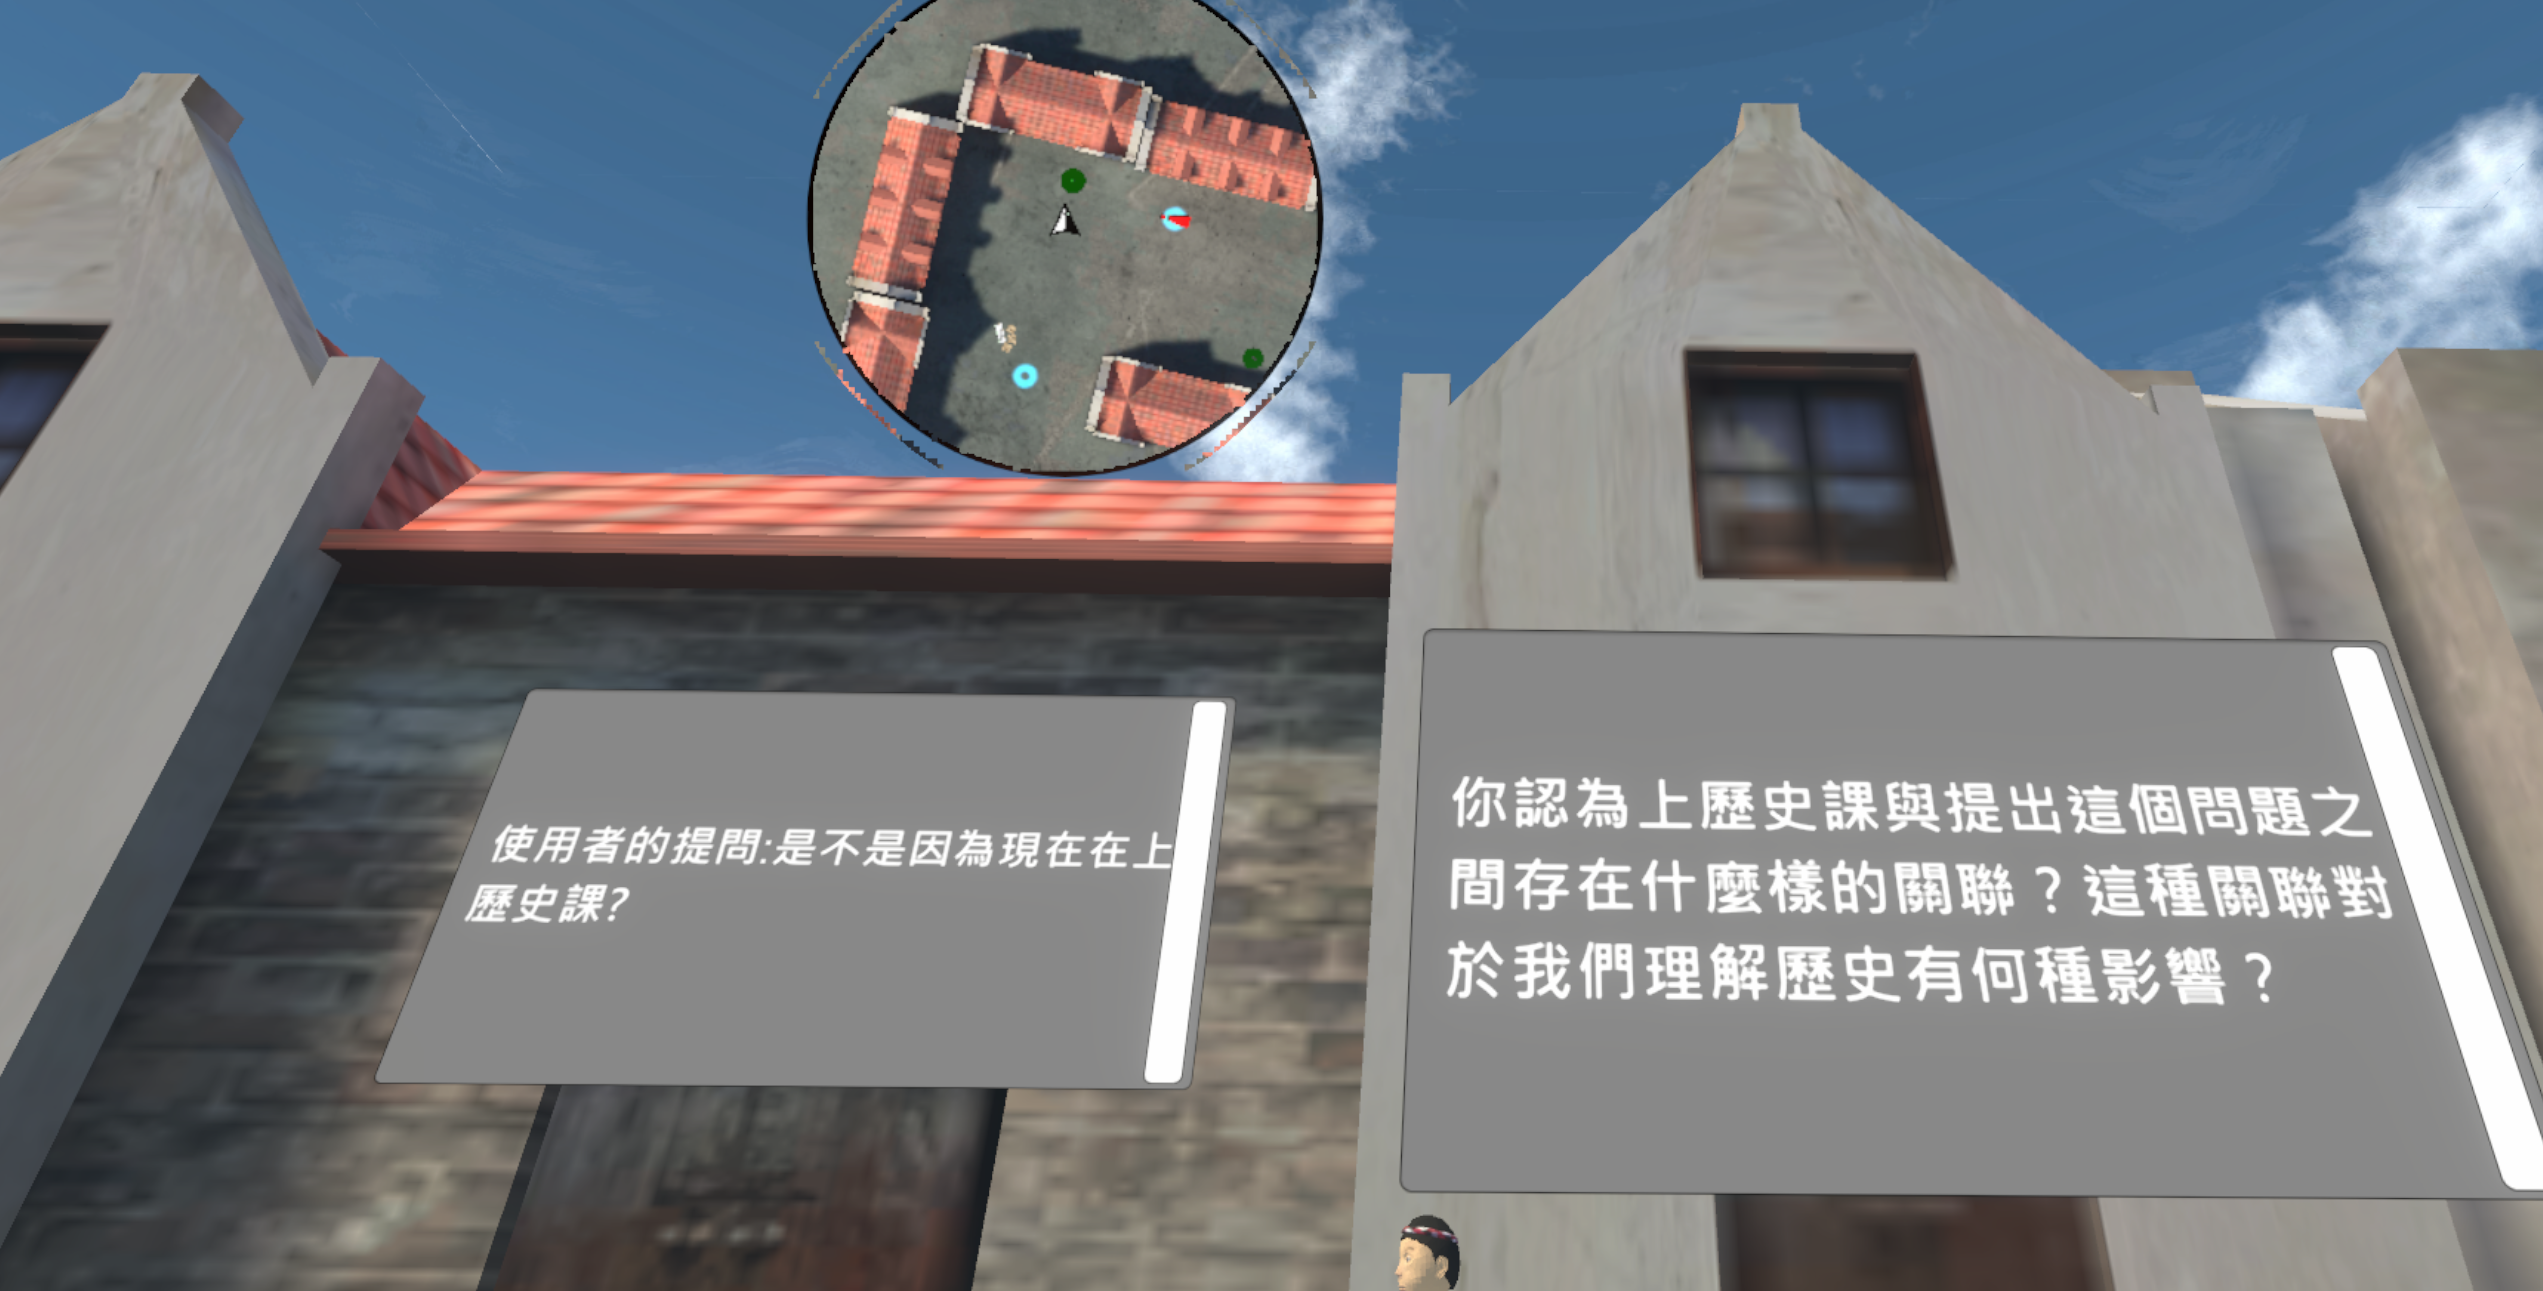 使用者的提問:是不是因為現在在上
歷史課?
你認為上歷史課與提出這個問題之
間存在什麼樣的關聯？這種關聯對
於我們理解歷史有何種影響？